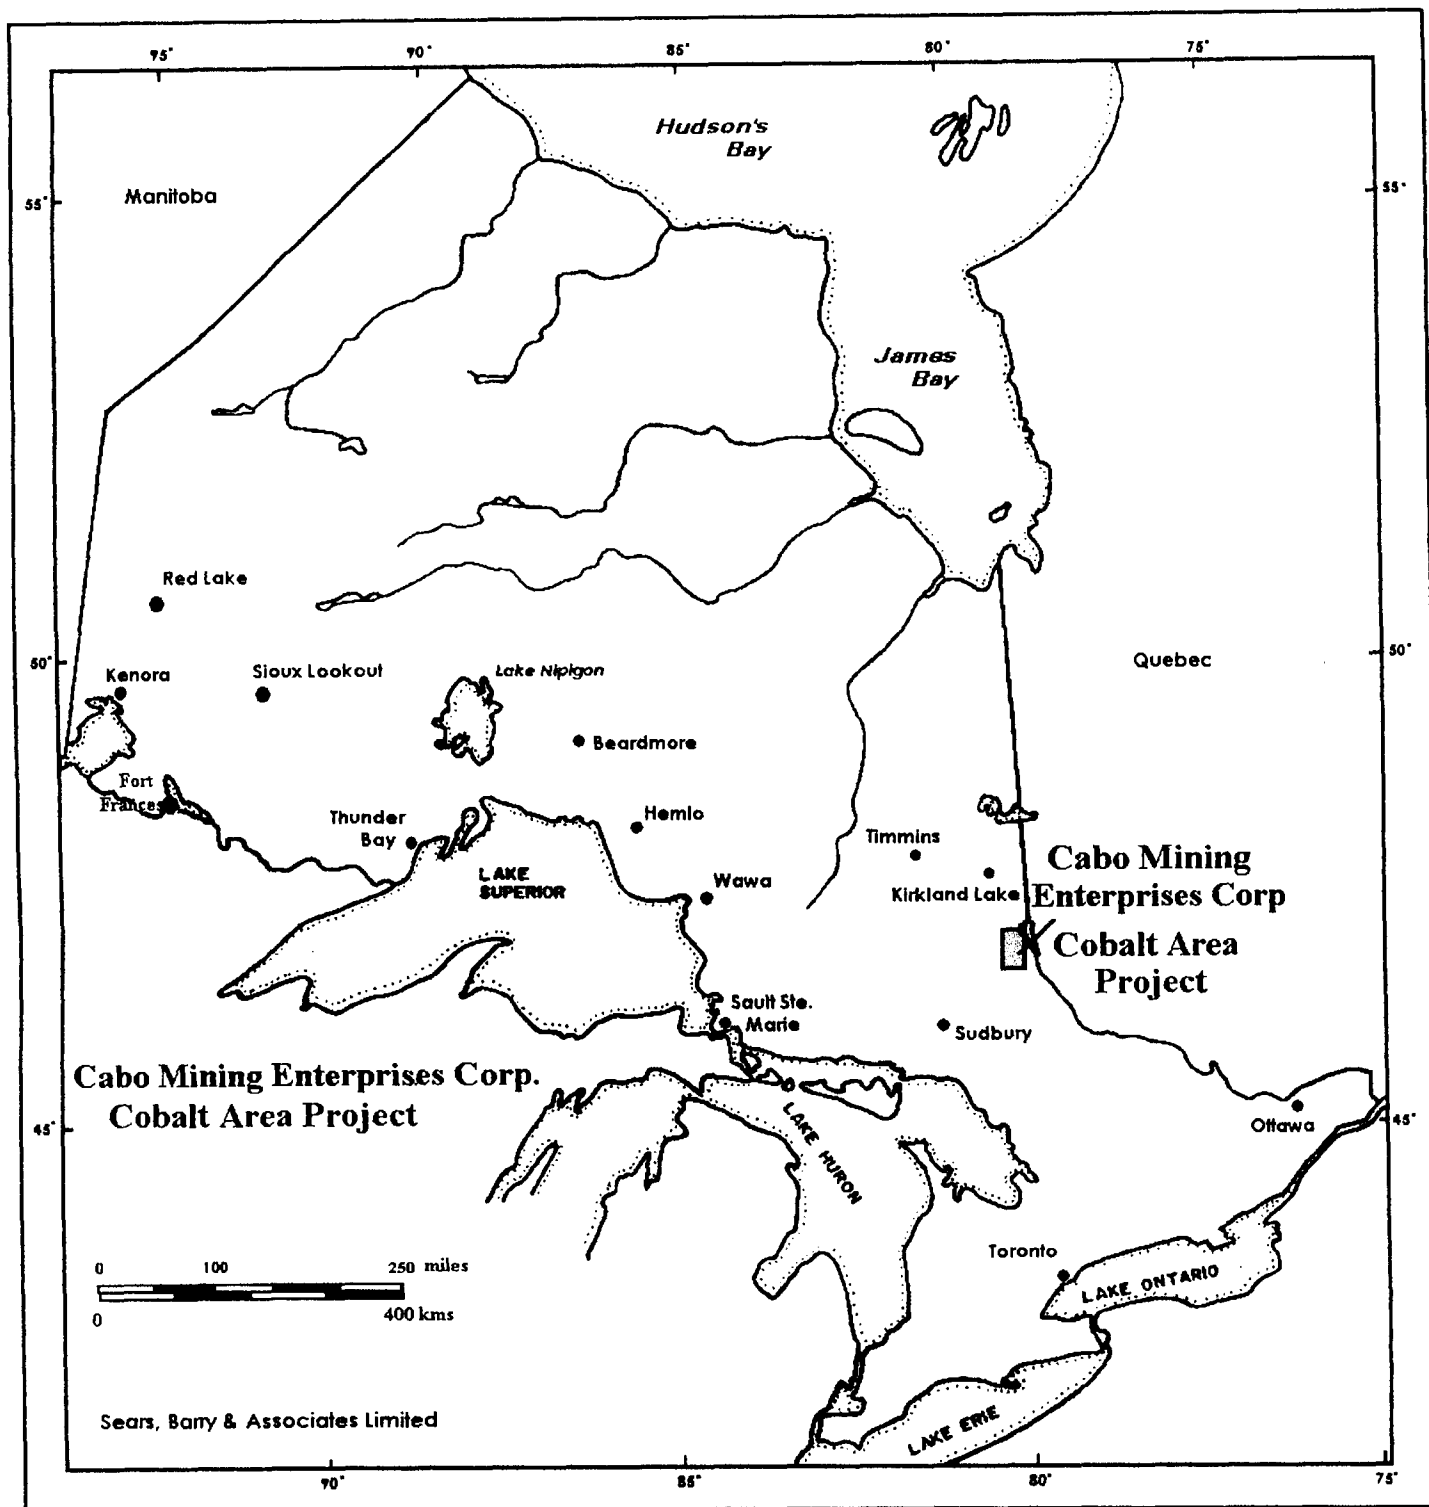 95°
90°
85°
80°
75°
Hudson's
Bay
Manitoba
55°
55°
James
Bay
Red Lake
50°
50°
Kenora
Sioux Lookout
Lake Nipigon
Quebec
Beardmore
Fort
Frances
Thunder
Bay
Hemlo
Timmins
LAKE
SUPERIOR
Wawa
Kirkland Lake
Cabo Mining
Enterprises Corp
Cobalt Area
Project
Sault Ste.
Marie
Sudbury
Cabo Mining Enterprises Corp.
Cobalt Area Project
LAKE HURON
45°
45°
Ottawa
Toronto
LAKE ONTARIO
0 100 250 miles
0 400 kms
Sears, Barry & Associates Limited
LAKE ERIE
90°
85°
80°
75°